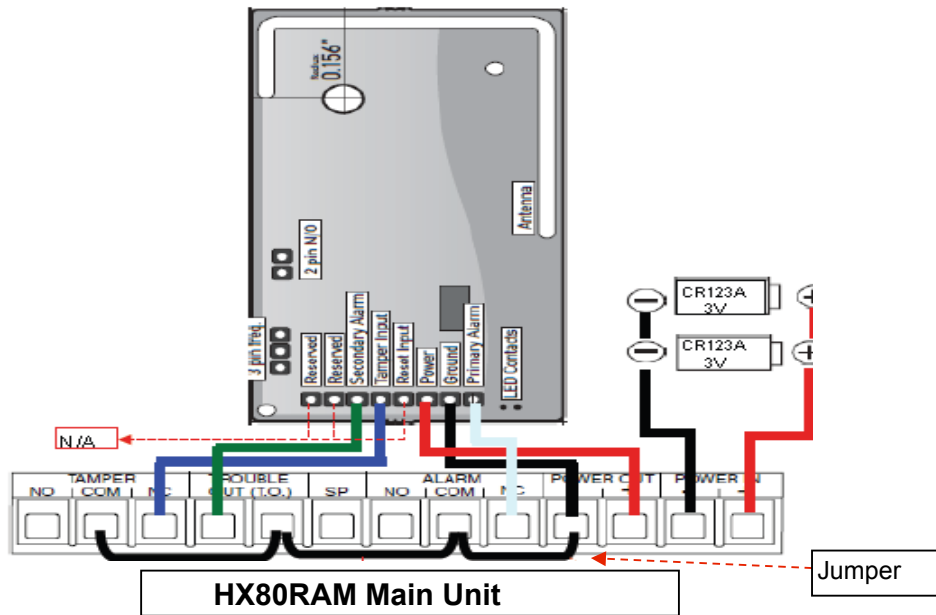 Radius
0.156"
Antenna
2 pin N/O
3 pin freq.
Reserved
Reserved
Secondary Alarm
Tamper Input
Reset Input
Power
Ground
Primary Alarm
LED Contacts
CR123A
3V
CR123A
3V
N/A
TAMPER TROUBLE ALARM POWER OUT POWER IN
NO COM NC OUT (T.O.) SP NO COM NC - + - +
HX80RAM Main Unit
Jumper